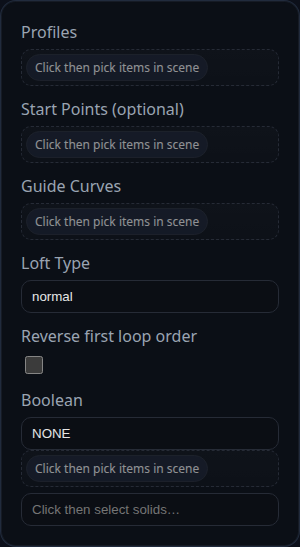 Profiles
Click then pick items in scene
Start Points (optional)
Click then pick items in scene
Guide Curves
Click then pick items in scene
Loft Type
normal
Reverse first loop order
Boolean
NONE
Click then pick items in scene
Click then select solids…